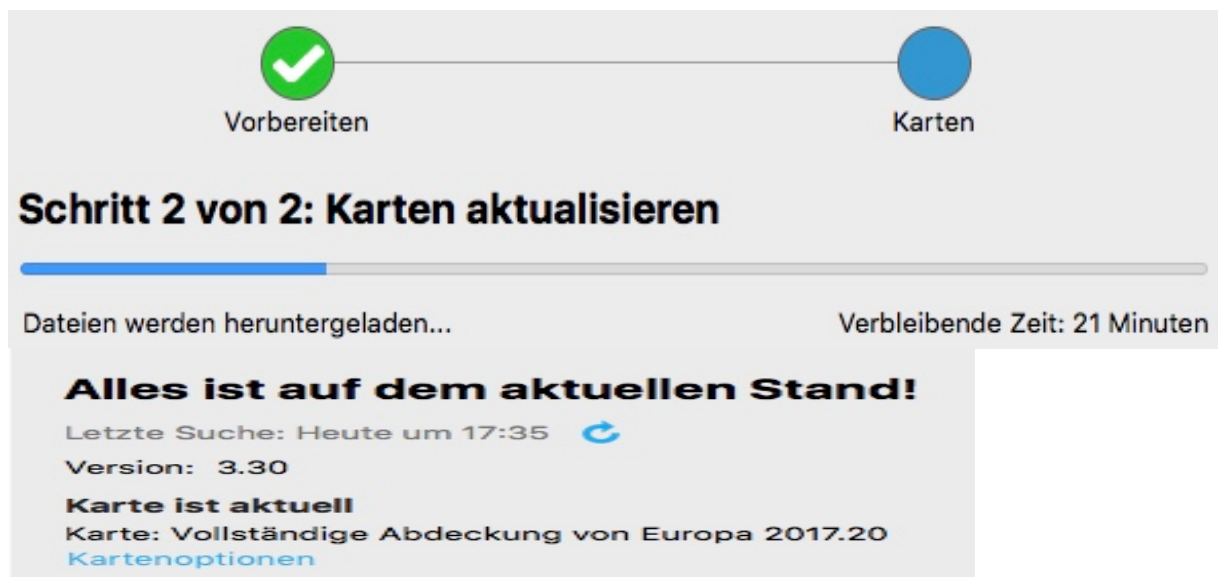 Vorbereiten Karten
Schritt 2 von 2: Karten aktualisieren
Dateien werden heruntergeladen... Verbleibende Zeit: 21 Minuten
Alles ist auf dem aktuellen Stand!
Letzte Suche: Heute um 17:35
Version: 3.30
Karte ist aktuell
Karte: Vollständige Abdeckung von Europa 2017.20
Kartenoptionen